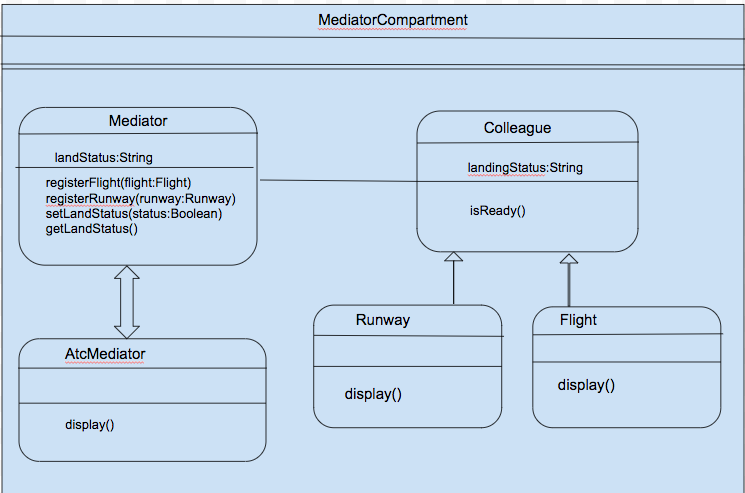 MediatorCompartment
Mediator
landStatus:String
registerFlight(flight:Flight)
registerRunway(runway:Runway)
setLandStatus(status:Boolean)
getLandStatus()
Colleague
landingStatus:String
isReady()
AtcMediator
display()
Runway
display()
Flight
display()